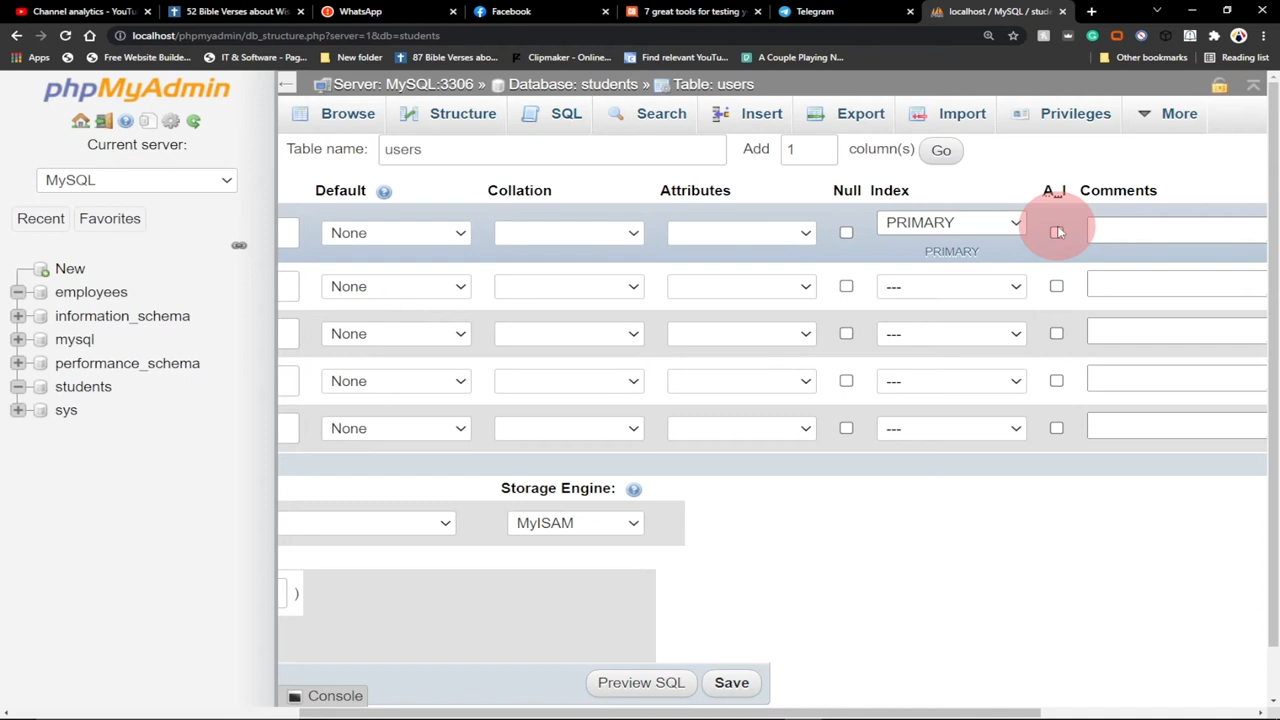 Channel analytics - YouTu
52 Bible Verses about Wis
WhatsApp
Facebook
7 great tools for testing y
Telegram
localhost / MySQL / stude
localhost/phpmyadmin/db_structure.php?server=1&db=students
Apps
Free Website Builde...
IT & Software - Pag...
New folder
87 Bible Verses abo...
Clipmaker - Online...
Find relevant YouTu...
A Couple Playing N...
Other bookmarks
Reading list
phpMyAdmin
Current server:
MySQL
Recent
Favorites
New
employees
information_schema
mysql
performance_schema
students
sys
Server: MySQL:3306 » Database: students » Table: users
Browse
Structure
SQL
Search
Insert
Export
Import
Privileges
More
Table name: users Add 1 column(s) Go
Default Collation Attributes Null Index A_I Comments
None PRIMARY
PRIMARY
None ---
None ---
None ---
None ---
Storage Engine:
MyISAM
)
Preview SQL Save
Console